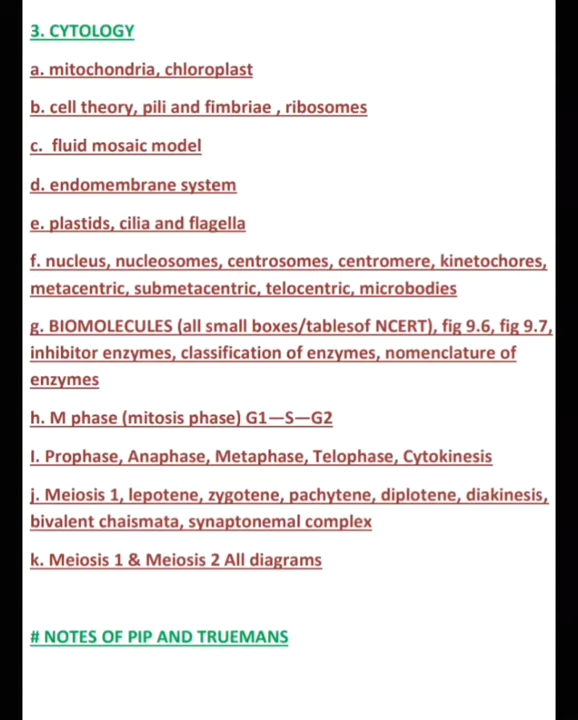 3. CYTOLOGY
a. mitochondria, chloroplast
b. cell theory, pili and fimbriae , ribosomes
c.  fluid mosaic model
d. endomembrane system
e. plastids, cilia and flagella
f. nucleus, nucleosomes, centrosomes, centromere, kinetochores,
metacentric, submetacentric, telocentric, microbodies
g. BIOMOLECULES (all small boxes/tablesof NCERT), fig 9.6, fig 9.7,
inhibitor enzymes, classification of enzymes, nomenclature of
enzymes
h. M phase (mitosis phase) G1—S—G2
I. Prophase, Anaphase, Metaphase, Telophase, Cytokinesis
j. Meiosis 1, lepotene, zygotene, pachytene, diplotene, diakinesis,
bivalent chaismata, synaptonemal complex
k. Meiosis 1 & Meiosis 2 All diagrams
# NOTES OF PIP AND TRUEMANS